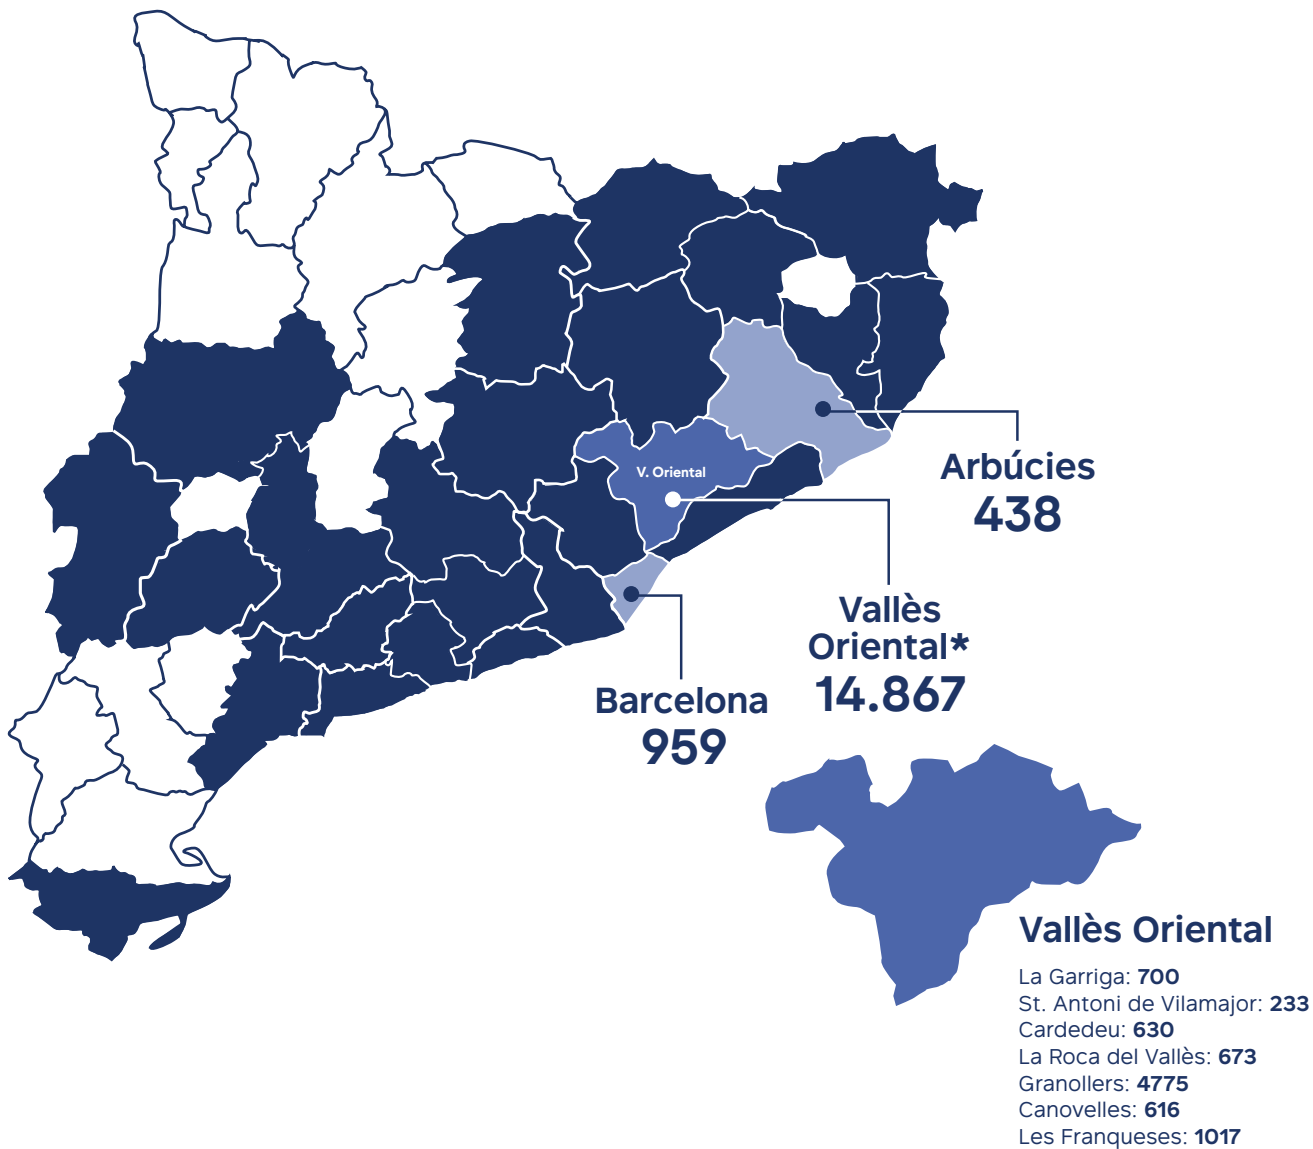 V. Oriental
Arbúcies
438
Vallès
Oriental*
14.867
Barcelona
959
Vallès Oriental
La Garriga: 700
St. Antoni de Vilamajor: 233
Cardedeu: 630
La Roca del Vallès: 673
Granollers: 4775
Canovelles: 616
Les Franqueses: 1017